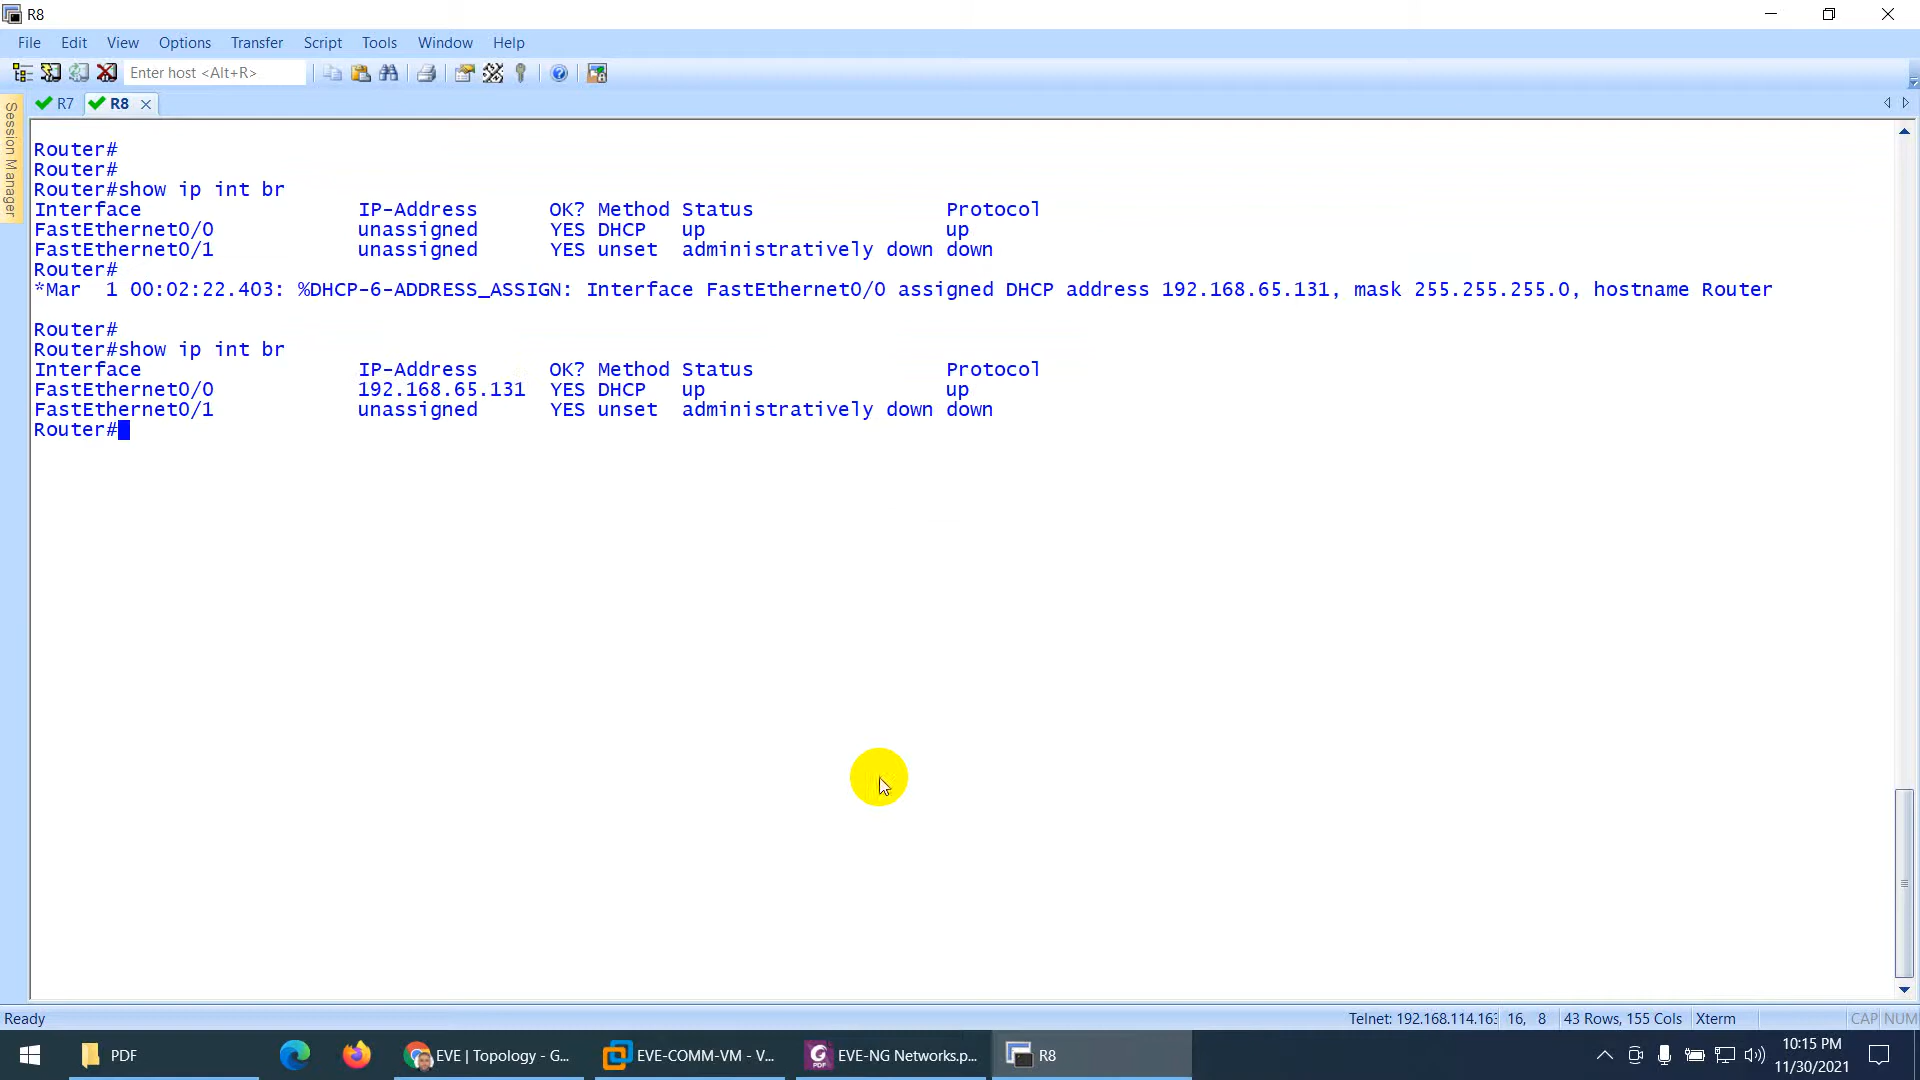 R8
File Edit View Options Transfer Script Tools Window Help
Enter host <Alt+R>
R7 R8
Session Manager
Router#
Router#
Router#show ip int br
Interface IP-Address OK? Method Status Protocol
FastEthernet0/0 unassigned YES DHCP up up
FastEthernet0/1 unassigned YES unset administratively down down
Router#
*Mar 1 00:02:22.403: %DHCP-6-ADDRESS_ASSIGN: Interface FastEthernet0/0 assigned DHCP address 192.168.65.131, mask 255.255.255.0, hostname Router
Router#
Router#show ip int br
Interface IP-Address OK? Method Status Protocol
FastEthernet0/0 192.168.65.131 YES DHCP up up
FastEthernet0/1 unassigned YES unset administratively down down
Router#
Ready Telnet: 192.168.114.163 16, 8 43 Rows, 155 Cols Xterm CAP NUM
PDF EVE | Topology - G... EVE-COMM-VM - V... EVE-NG Networks.p... R8 10:15 PM
11/30/2021